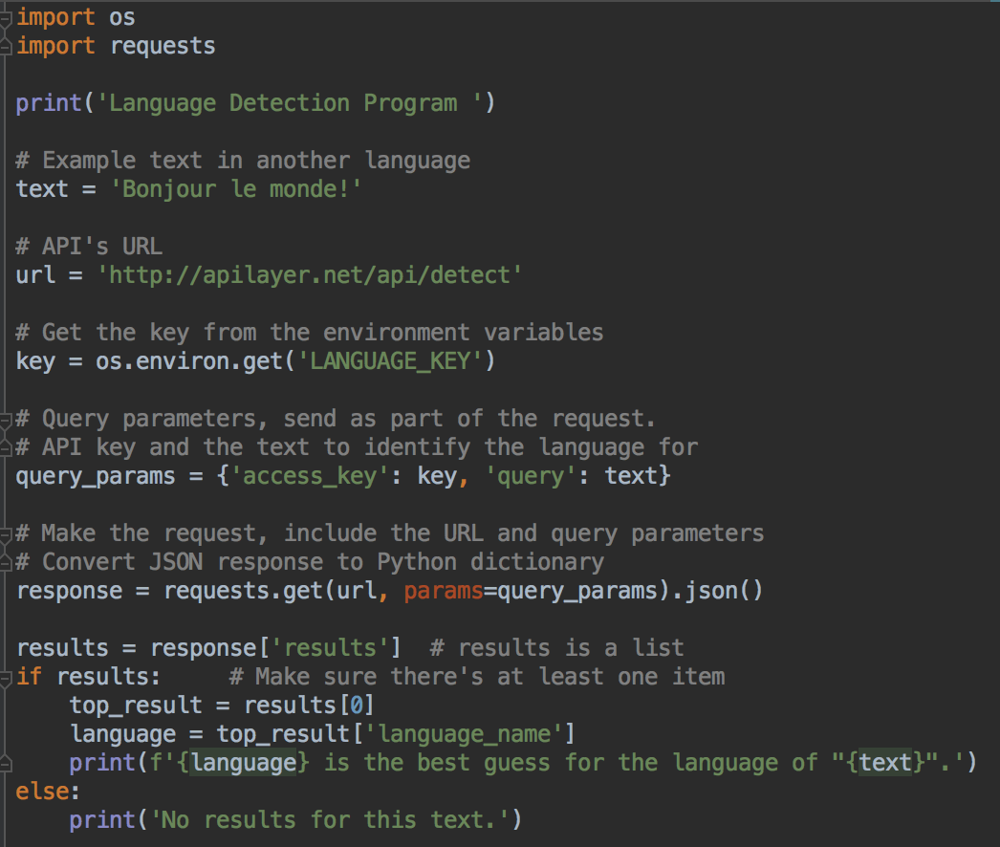 import os
import requests
print('Language Detection Program ')
# Example text in another language
text = 'Bonjour le monde!'
# API's URL
url = 'http://apilayer.net/api/detect'
# Get the key from the environment variables
key = os.environ.get('LANGUAGE_KEY')
# Query parameters, send as part of the request.
# API key and the text to identify the language for
query_params = {'access_key': key, 'query': text}
# Make the request, include the URL and query parameters
# Convert JSON response to Python dictionary
response = requests.get(url, params=query_params).json()
results = response['results']  # results is a list
if results:     # Make sure there's at least one item
    top_result = results[0]
    language = top_result['language_name']
    print(f'{language} is the best guess for the language of "{text}".')
else:
    print('No results for this text.')